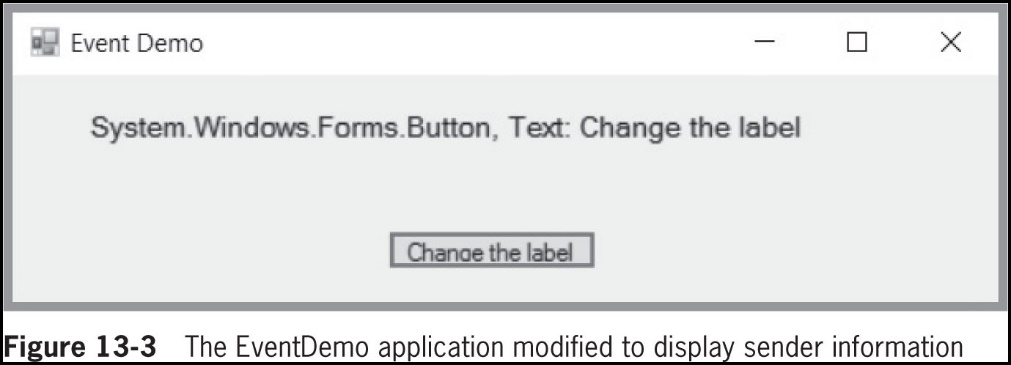 Event Demo
System.Windows.Forms.Button, Text: Change the label
Change the label
Figure 13-3 The EventDemo application modified to display sender information